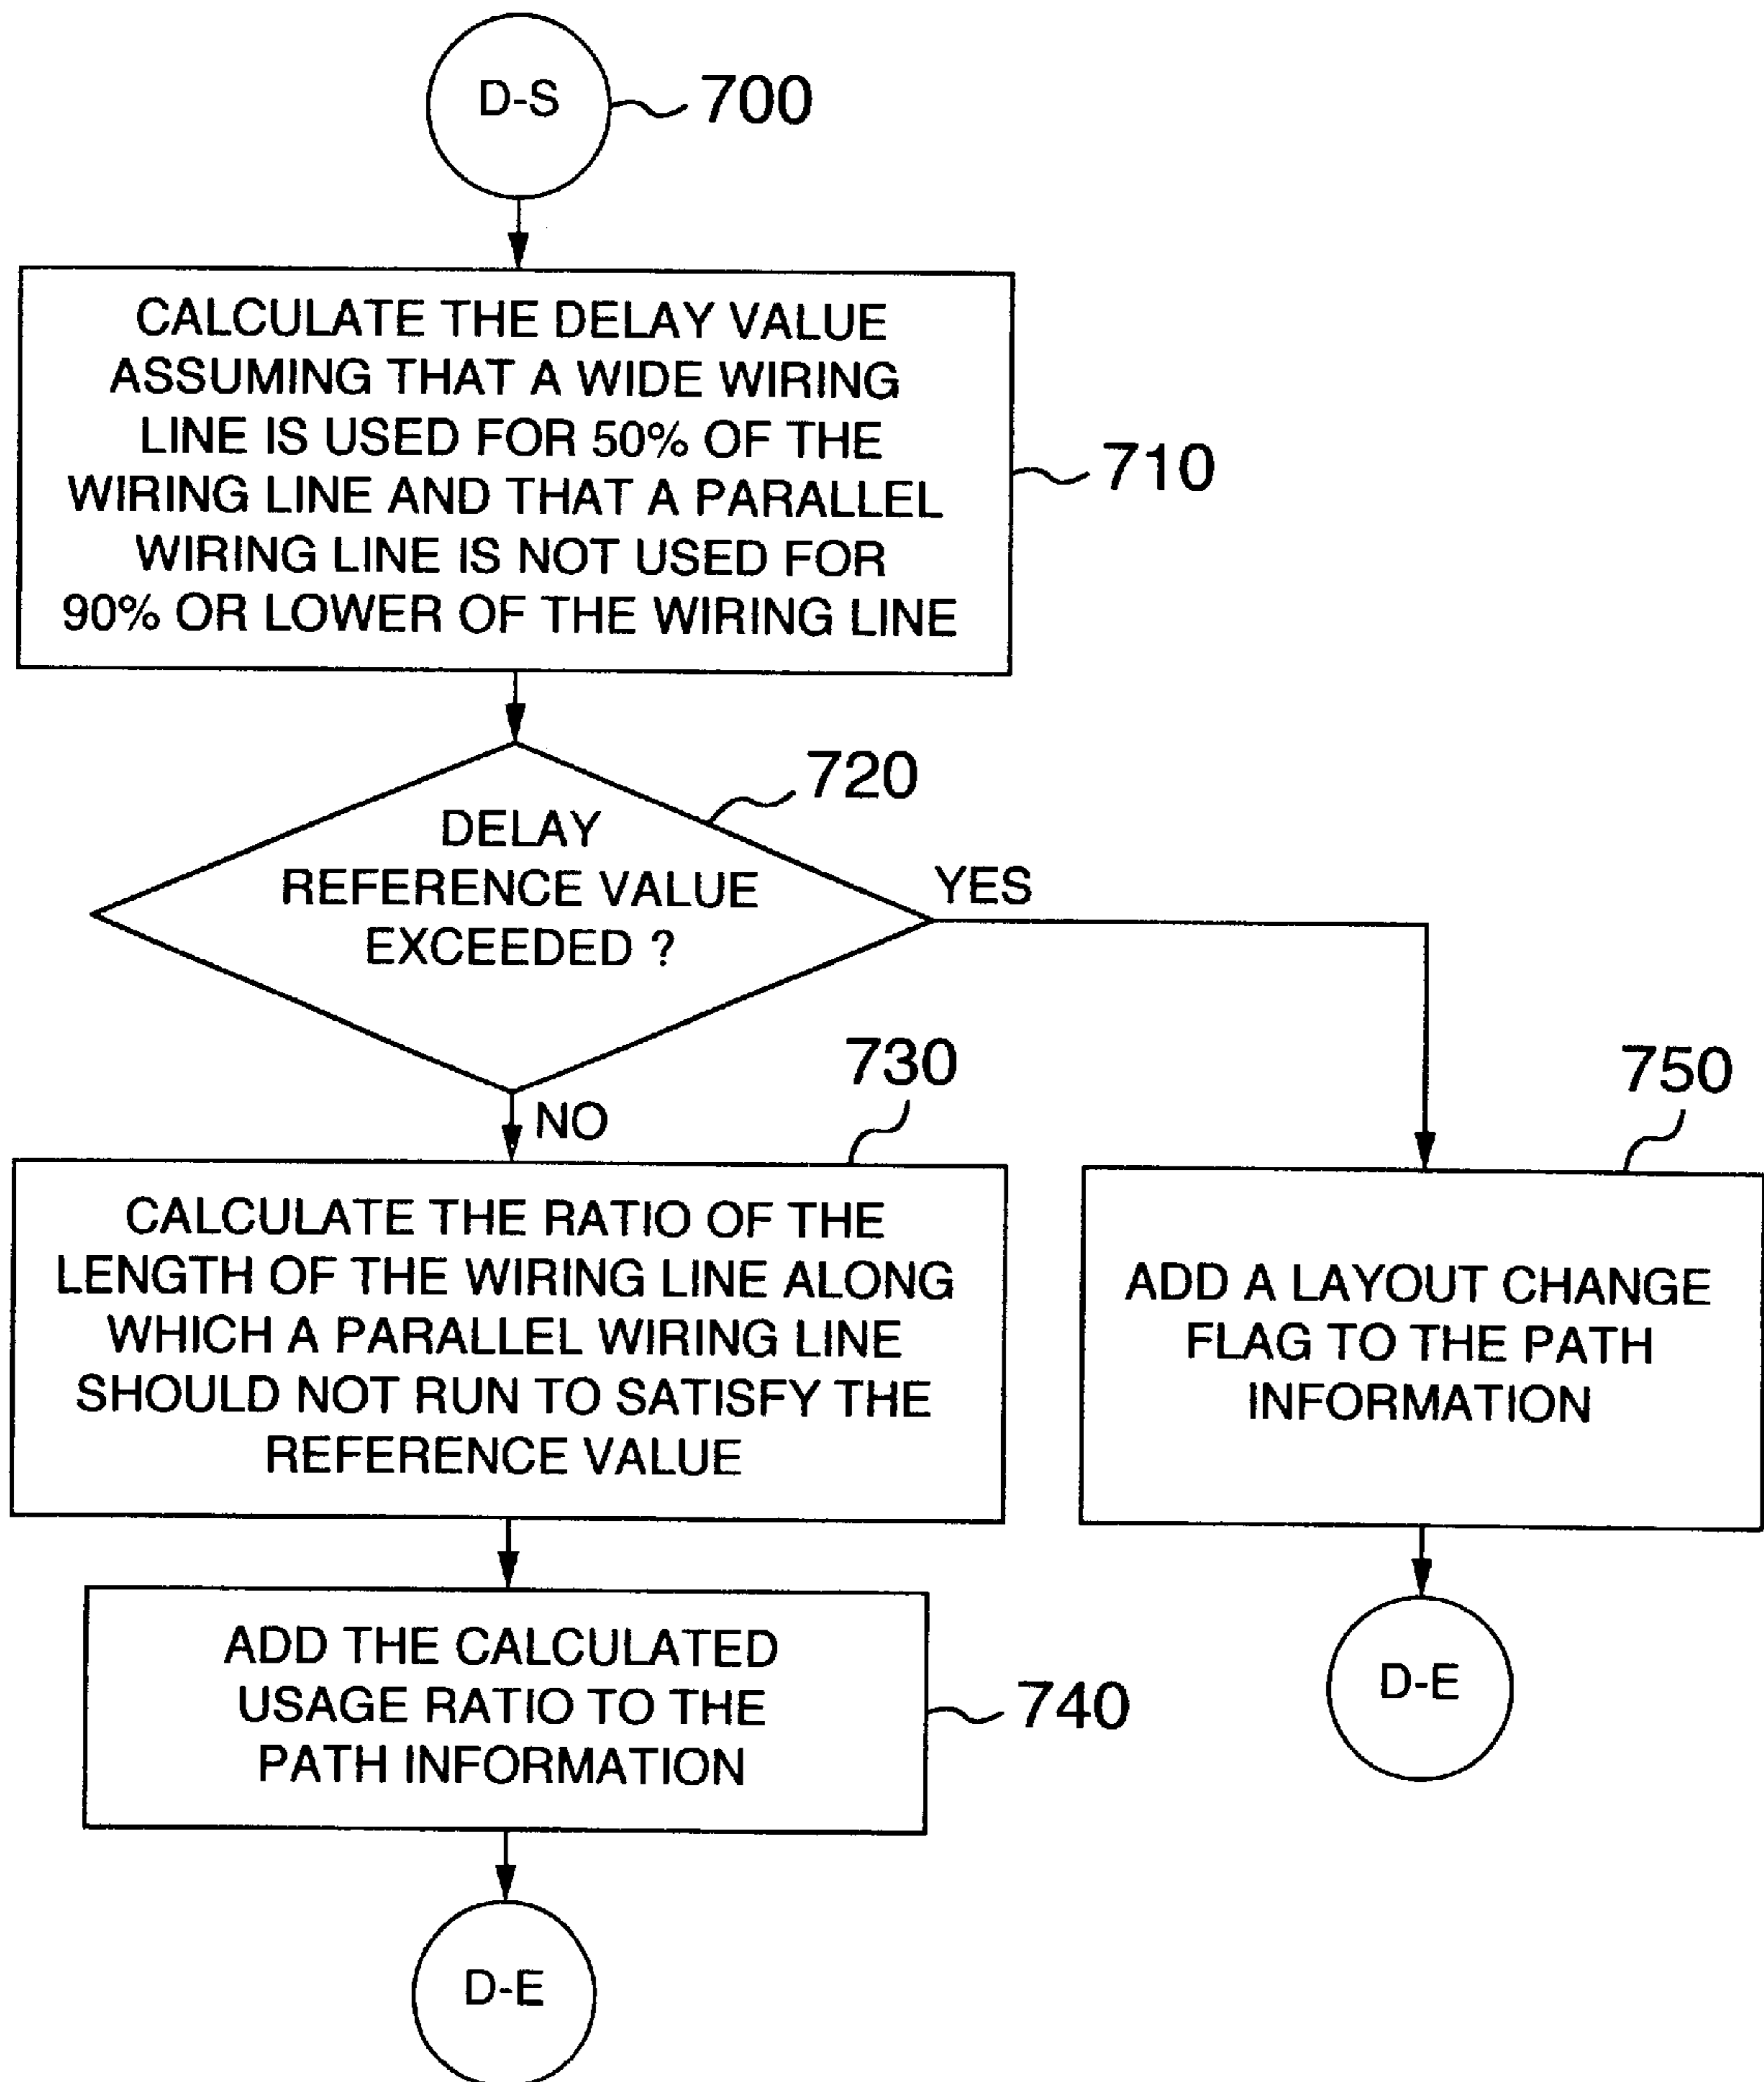 D-S
700
CALCULATE THE DELAY VALUE
ASSUMING THAT A WIDE WIRING
LINE IS USED FOR 50% OF THE
WIRING LINE AND THAT A PARALLEL
WIRING LINE IS NOT USED FOR
90% OR LOWER OF THE WIRING LINE
710
720
DELAY
REFERENCE VALUE
EXCEEDED ?
YES
NO
730
CALCULATE THE RATIO OF THE
LENGTH OF THE WIRING LINE ALONG
WHICH A PARALLEL WIRING LINE
SHOULD NOT RUN TO SATISFY THE
REFERENCE VALUE
750
ADD A LAYOUT CHANGE
FLAG TO THE PATH
INFORMATION
ADD THE CALCULATED
USAGE RATIO TO THE
PATH INFORMATION
740
D-E
D-E